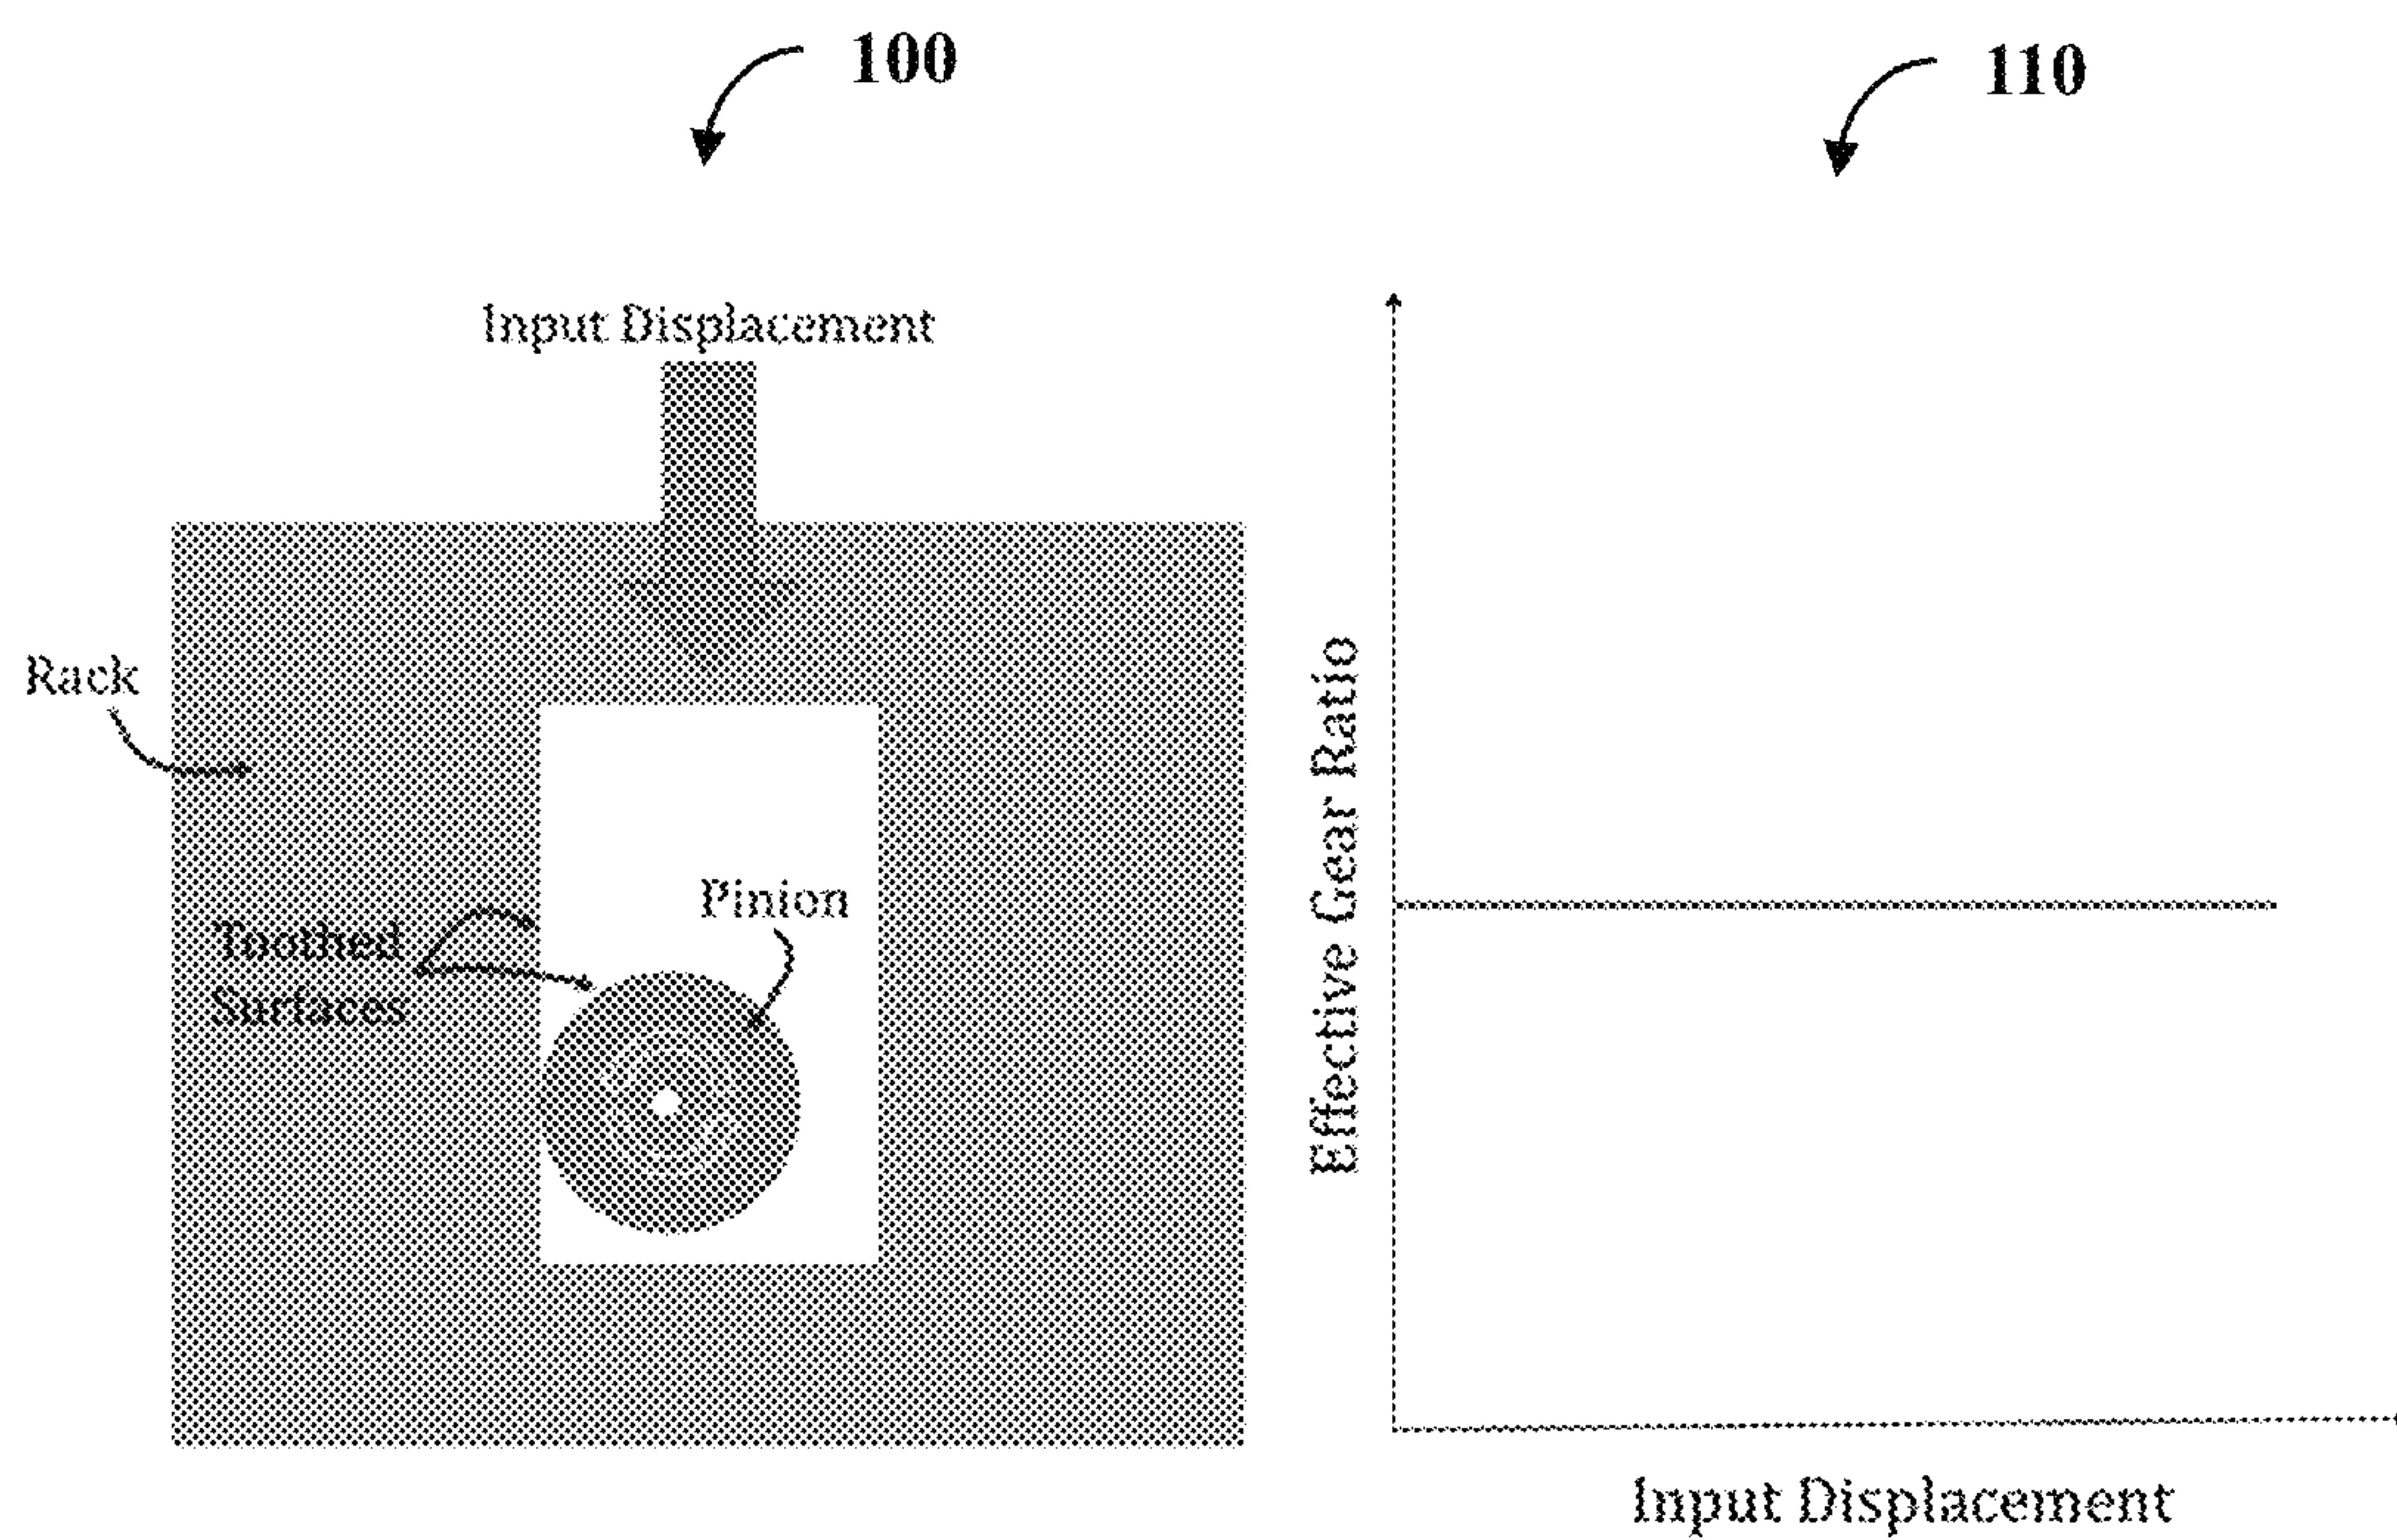 100
110
Input Displacement
Rack
Pinion
Toothed
Surfaces
Effective Gear Ratio
Input Displacement